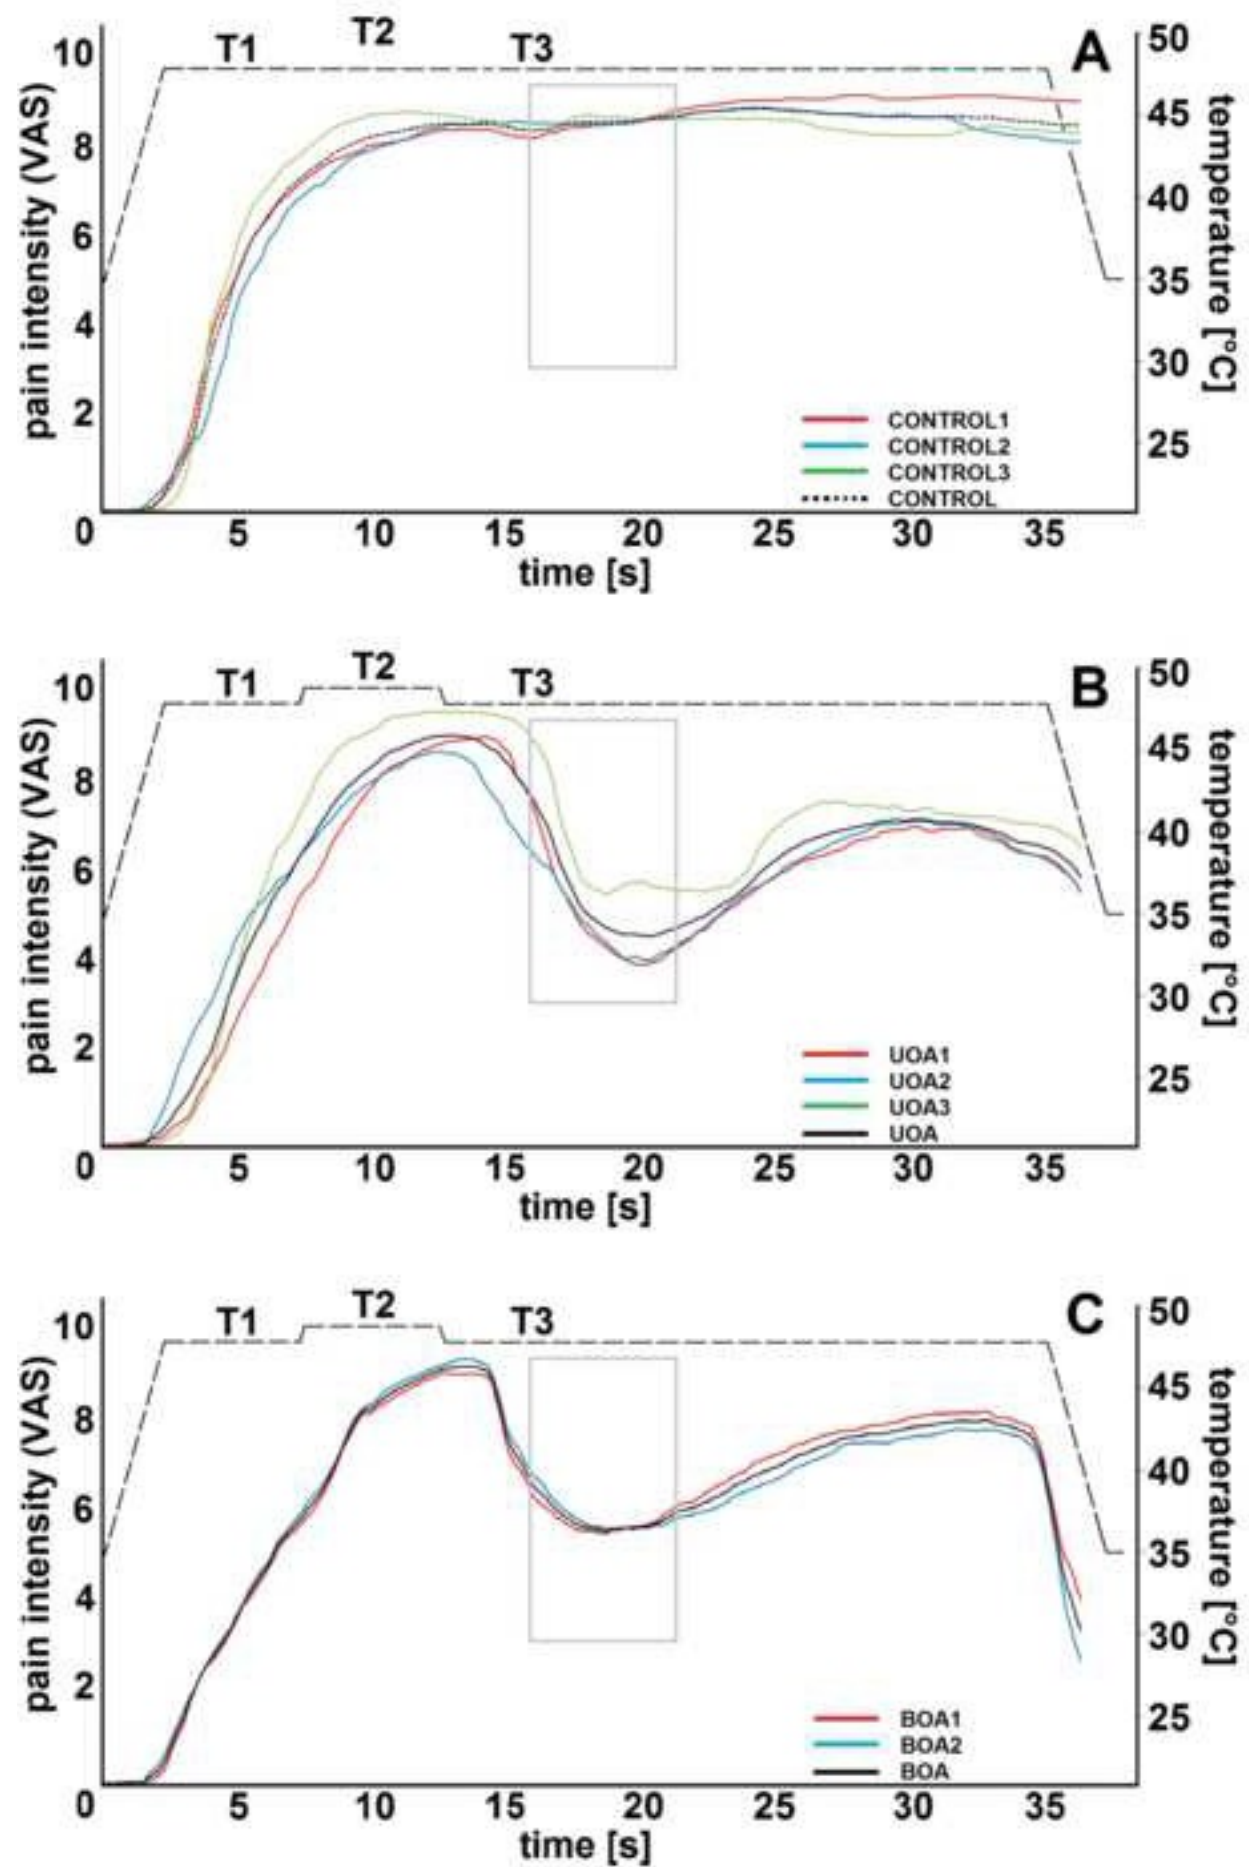 T1 T2 T3 A
10
8
6
4
2
0
pain intensity (VAS)
50
45
40
35
30
25
temperature [°C]
CONTROL1
CONTROL2
CONTROL3
CONTROL
5 10 15 20 25 30 35
time [s]
T1 T2 T3 B
10
8
6
4
2
0
pain intensity (VAS)
50
45
40
35
30
25
temperature [°C]
UOA1
UOA2
UOA3
UOA
5 10 15 20 25 30 35
time [s]
T1 T2 T3 C
10
8
6
4
2
0
pain intensity (VAS)
50
45
40
35
30
25
temperature [°C]
BOA1
BOA2
BOA
5 10 15 20 25 30 35
time [s]